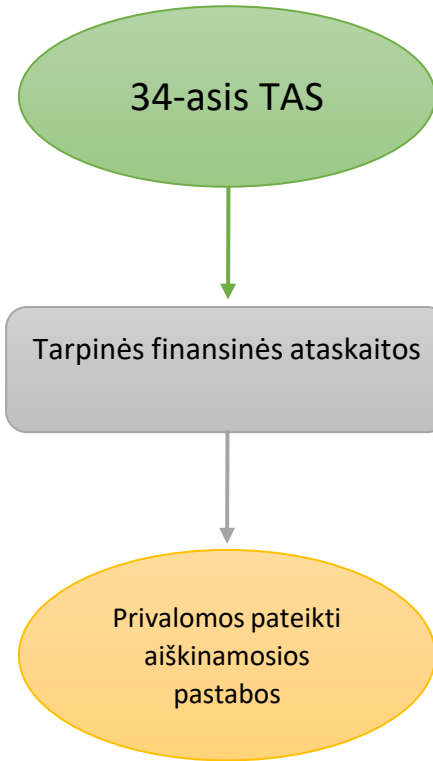 34-asis TAS
Tarpinės finansinės ataskaitos
Privalomos pateikti
aiškinamosios
pastabos